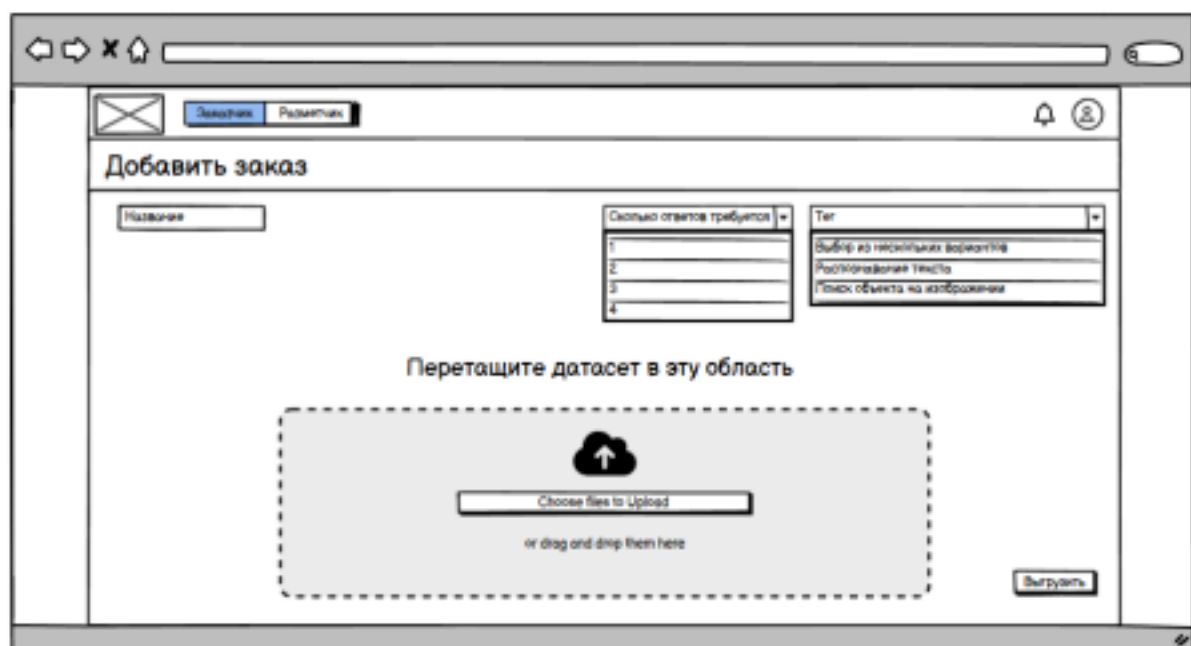 Заказчик Разметчик
Добавить заказ
Название
Сколько ответов требуется
Тег
1
2
3
4
Выбор из нескольких вариантов
Распознавание текста
Поиск объекта на изображении
Перетащите датасет в эту область
Choose files to Upload
or drag and drop them here
Выгрузить